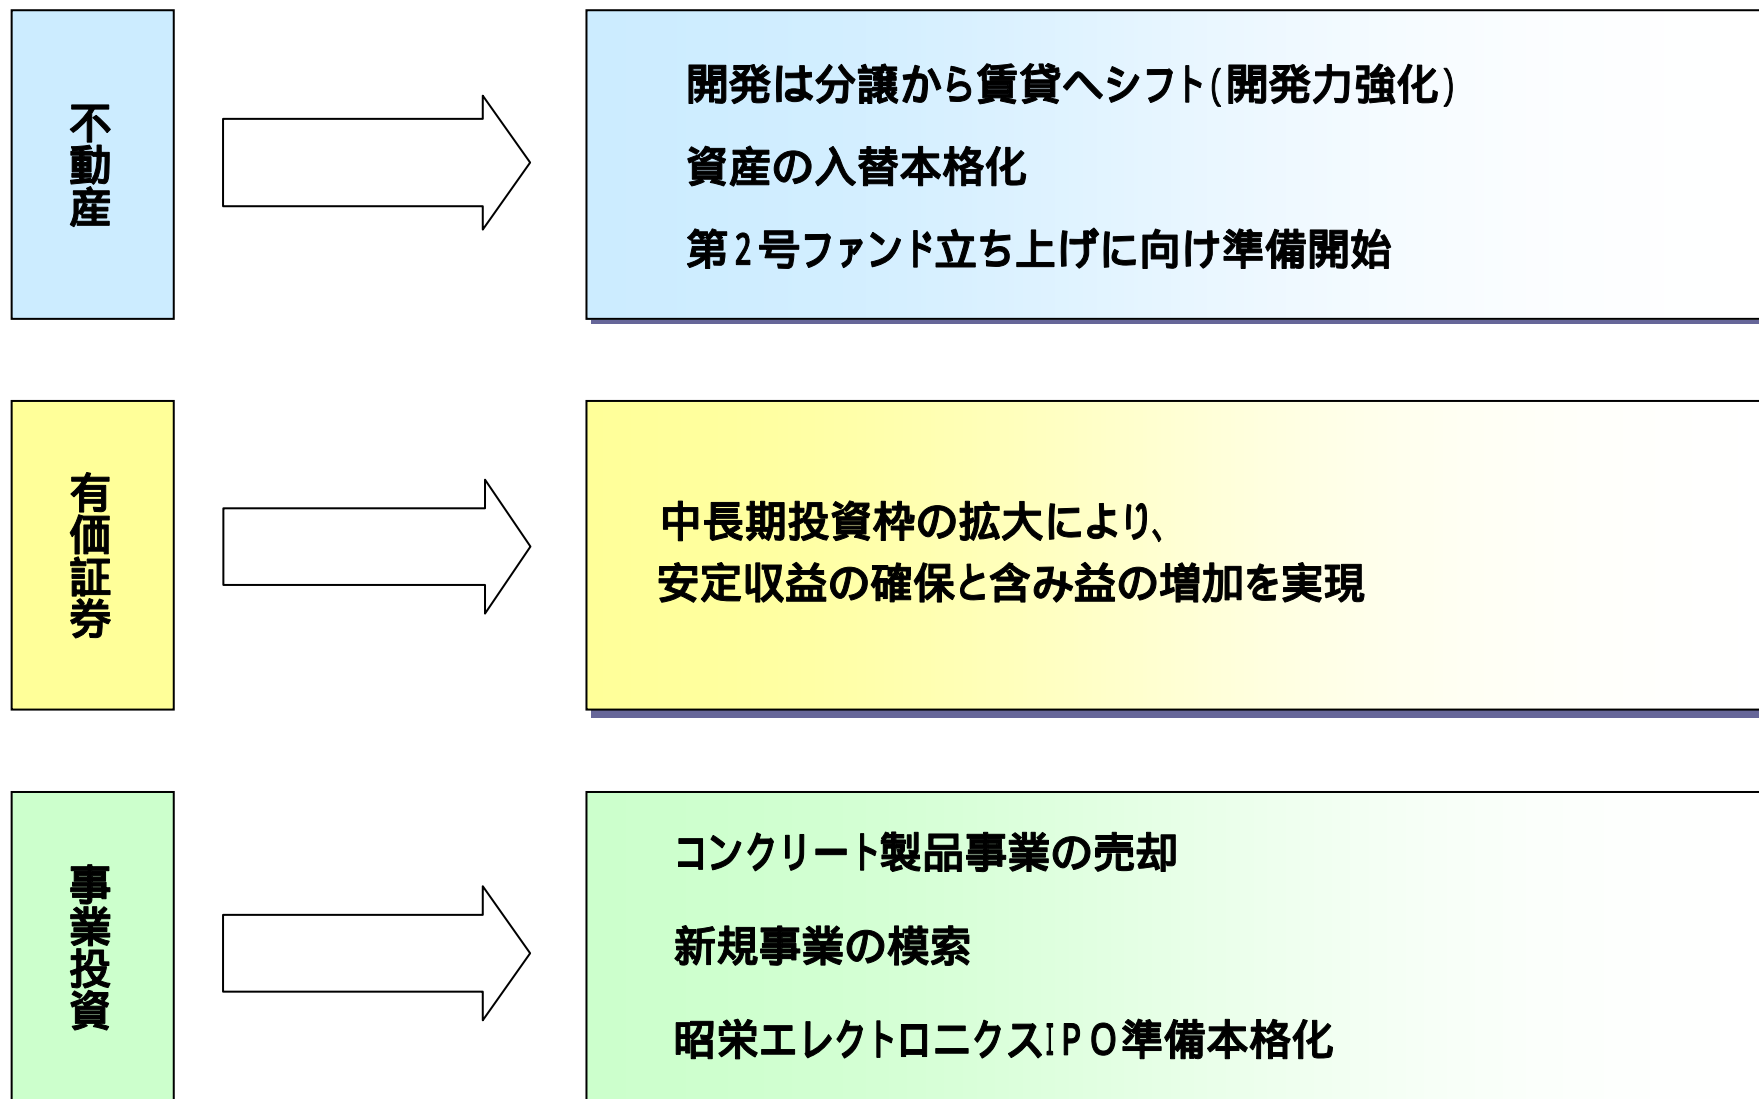 不動産
開発は分譲から賃貸へシフト(開発力強化)
資産の入替本格化
第2号ファンド立ち上げに向け準備開始
有価証券
中長期投資枠の拡大により、
安定収益の確保と含み益の増加を実現
事業投資
コンクリート製品事業の売却
新規事業の模索
昭栄エレクトロニクスIPO準備本格化